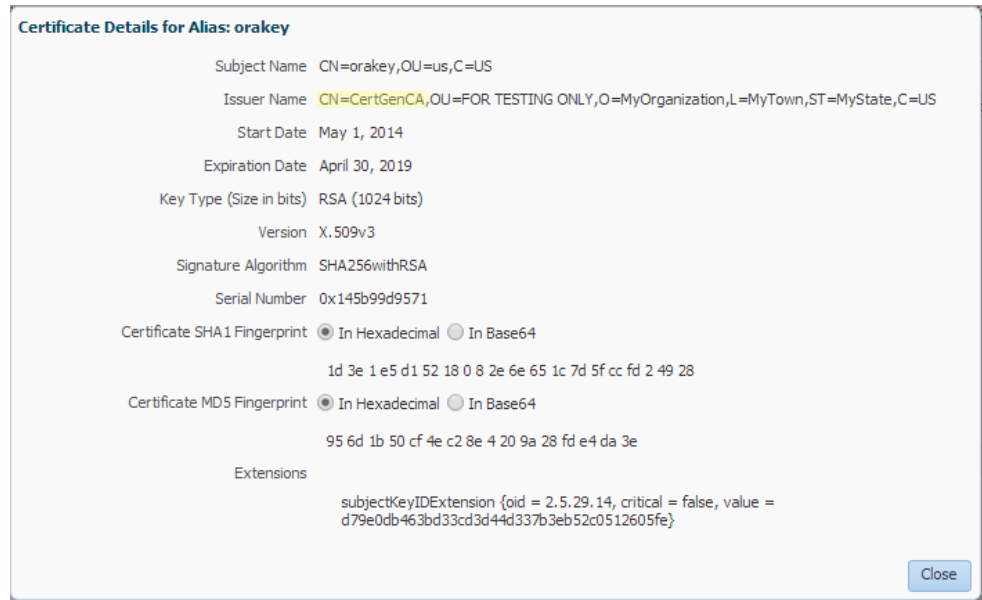 Certificate Details for Alias: orakey
Subject Name CN=orakey,OU=us,C=US
Issuer Name CN=CertGenCA,OU=FOR TESTING ONLY,O=MyOrganization,L=MyTown,ST=MyState,C=US
Start Date May 1, 2014
Expiration Date April 30, 2019
Key Type (Size in bits) RSA (1024 bits)
Version X.509v3
Signature Algorithm SHA256withRSA
Serial Number 0x145b99d9571
Certificate SHA1 Fingerprint In Hexadecimal In Base64
1d 3e 1 e5 d1 52 18 0 8 2e 6e 65 1c 7d 5f cc fd 2 49 28
Certificate MD5 Fingerprint In Hexadecimal In Base64
95 6d 1b 50 cf 4e c2 8e 4 20 9a 28 fd e4 da 3e
Extensions
subjectKeyIDExtension {oid = 2.5.29.14, critical = false, value =
d79e0db463bd33cd3d44d337b3eb52c0512605fe}
Close